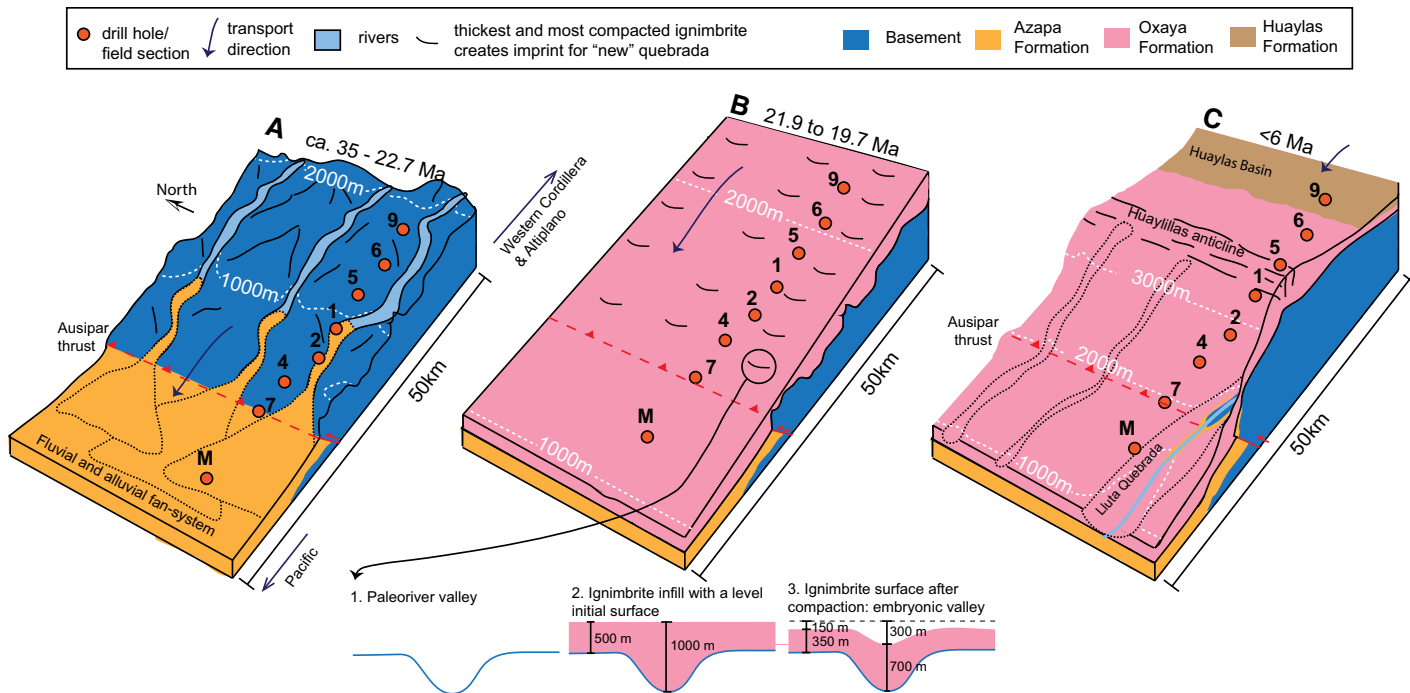 drill hole/
field section
transport
direction
rivers
thickest and most compacted ignimbrite
creates imprint for "new" quebrada
Basement
Azapa
Formation
Oxaya
Formation
Huaylas
Formation
A
ca. 35 - 22.7 Ma
North
2000m
1000m
9
6
5
1
2
4
7
M
Ausipar
thrust
Fluvial and alluvial fan-system
50km
Pacific
Western Cordillera
& Altiplano
B
21.9 to 19.7 Ma
2000m
9
6
5
1
2
4
7
M
1000m
50km
C
<6 Ma
Huaylas Basin
9
6
5
1
2
4
7
M
Huaylillas anticline
3000m
2000m
1000m
Ausipar
thrust
Lluta Quebrada
50km
1. Paleoriver valley
2. Ignimbrite infill with a level
initial surface
500 m
1000 m
3. Ignimbrite surface after
compaction: embryonic valley
150 m
350 m
300 m
700 m